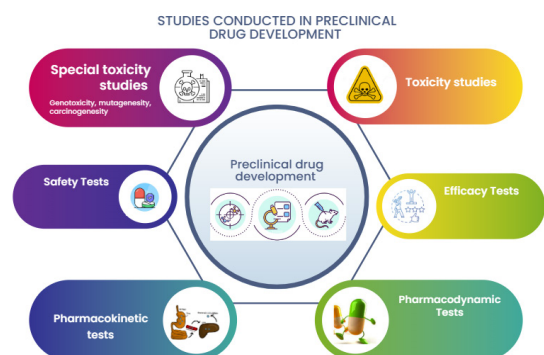 STUDIES CONDUCTED IN PRECLINICAL
DRUG DEVELOPMENT
Special toxicity
studies
Genotoxicity, mutagenesity,
carcinogenesity
Toxicity studies
Preclinical drug
development
Safety Tests
Efficacy Tests
Pharmacokinetic
tests
Pharmacodynamic
Tests